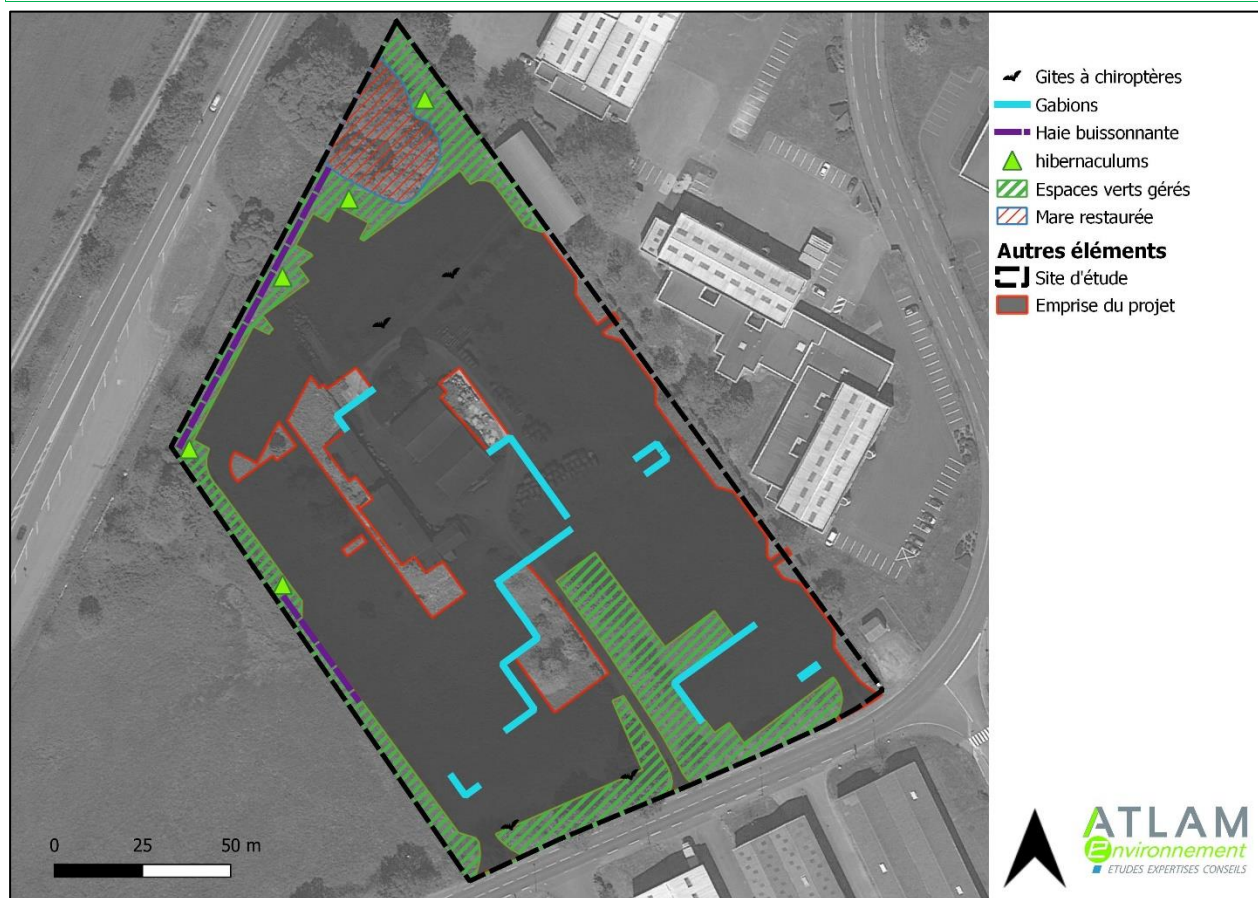 Gites à chiroptères
Gabions
Haie buissonnante
hibernaculums
Espaces verts gérés
Mare restaurée
Autres éléments
Site d'étude
Emprise du projet
0 25 50 m
ATLAM
Environnement
ETUDES EXPERTISES CONSEILS